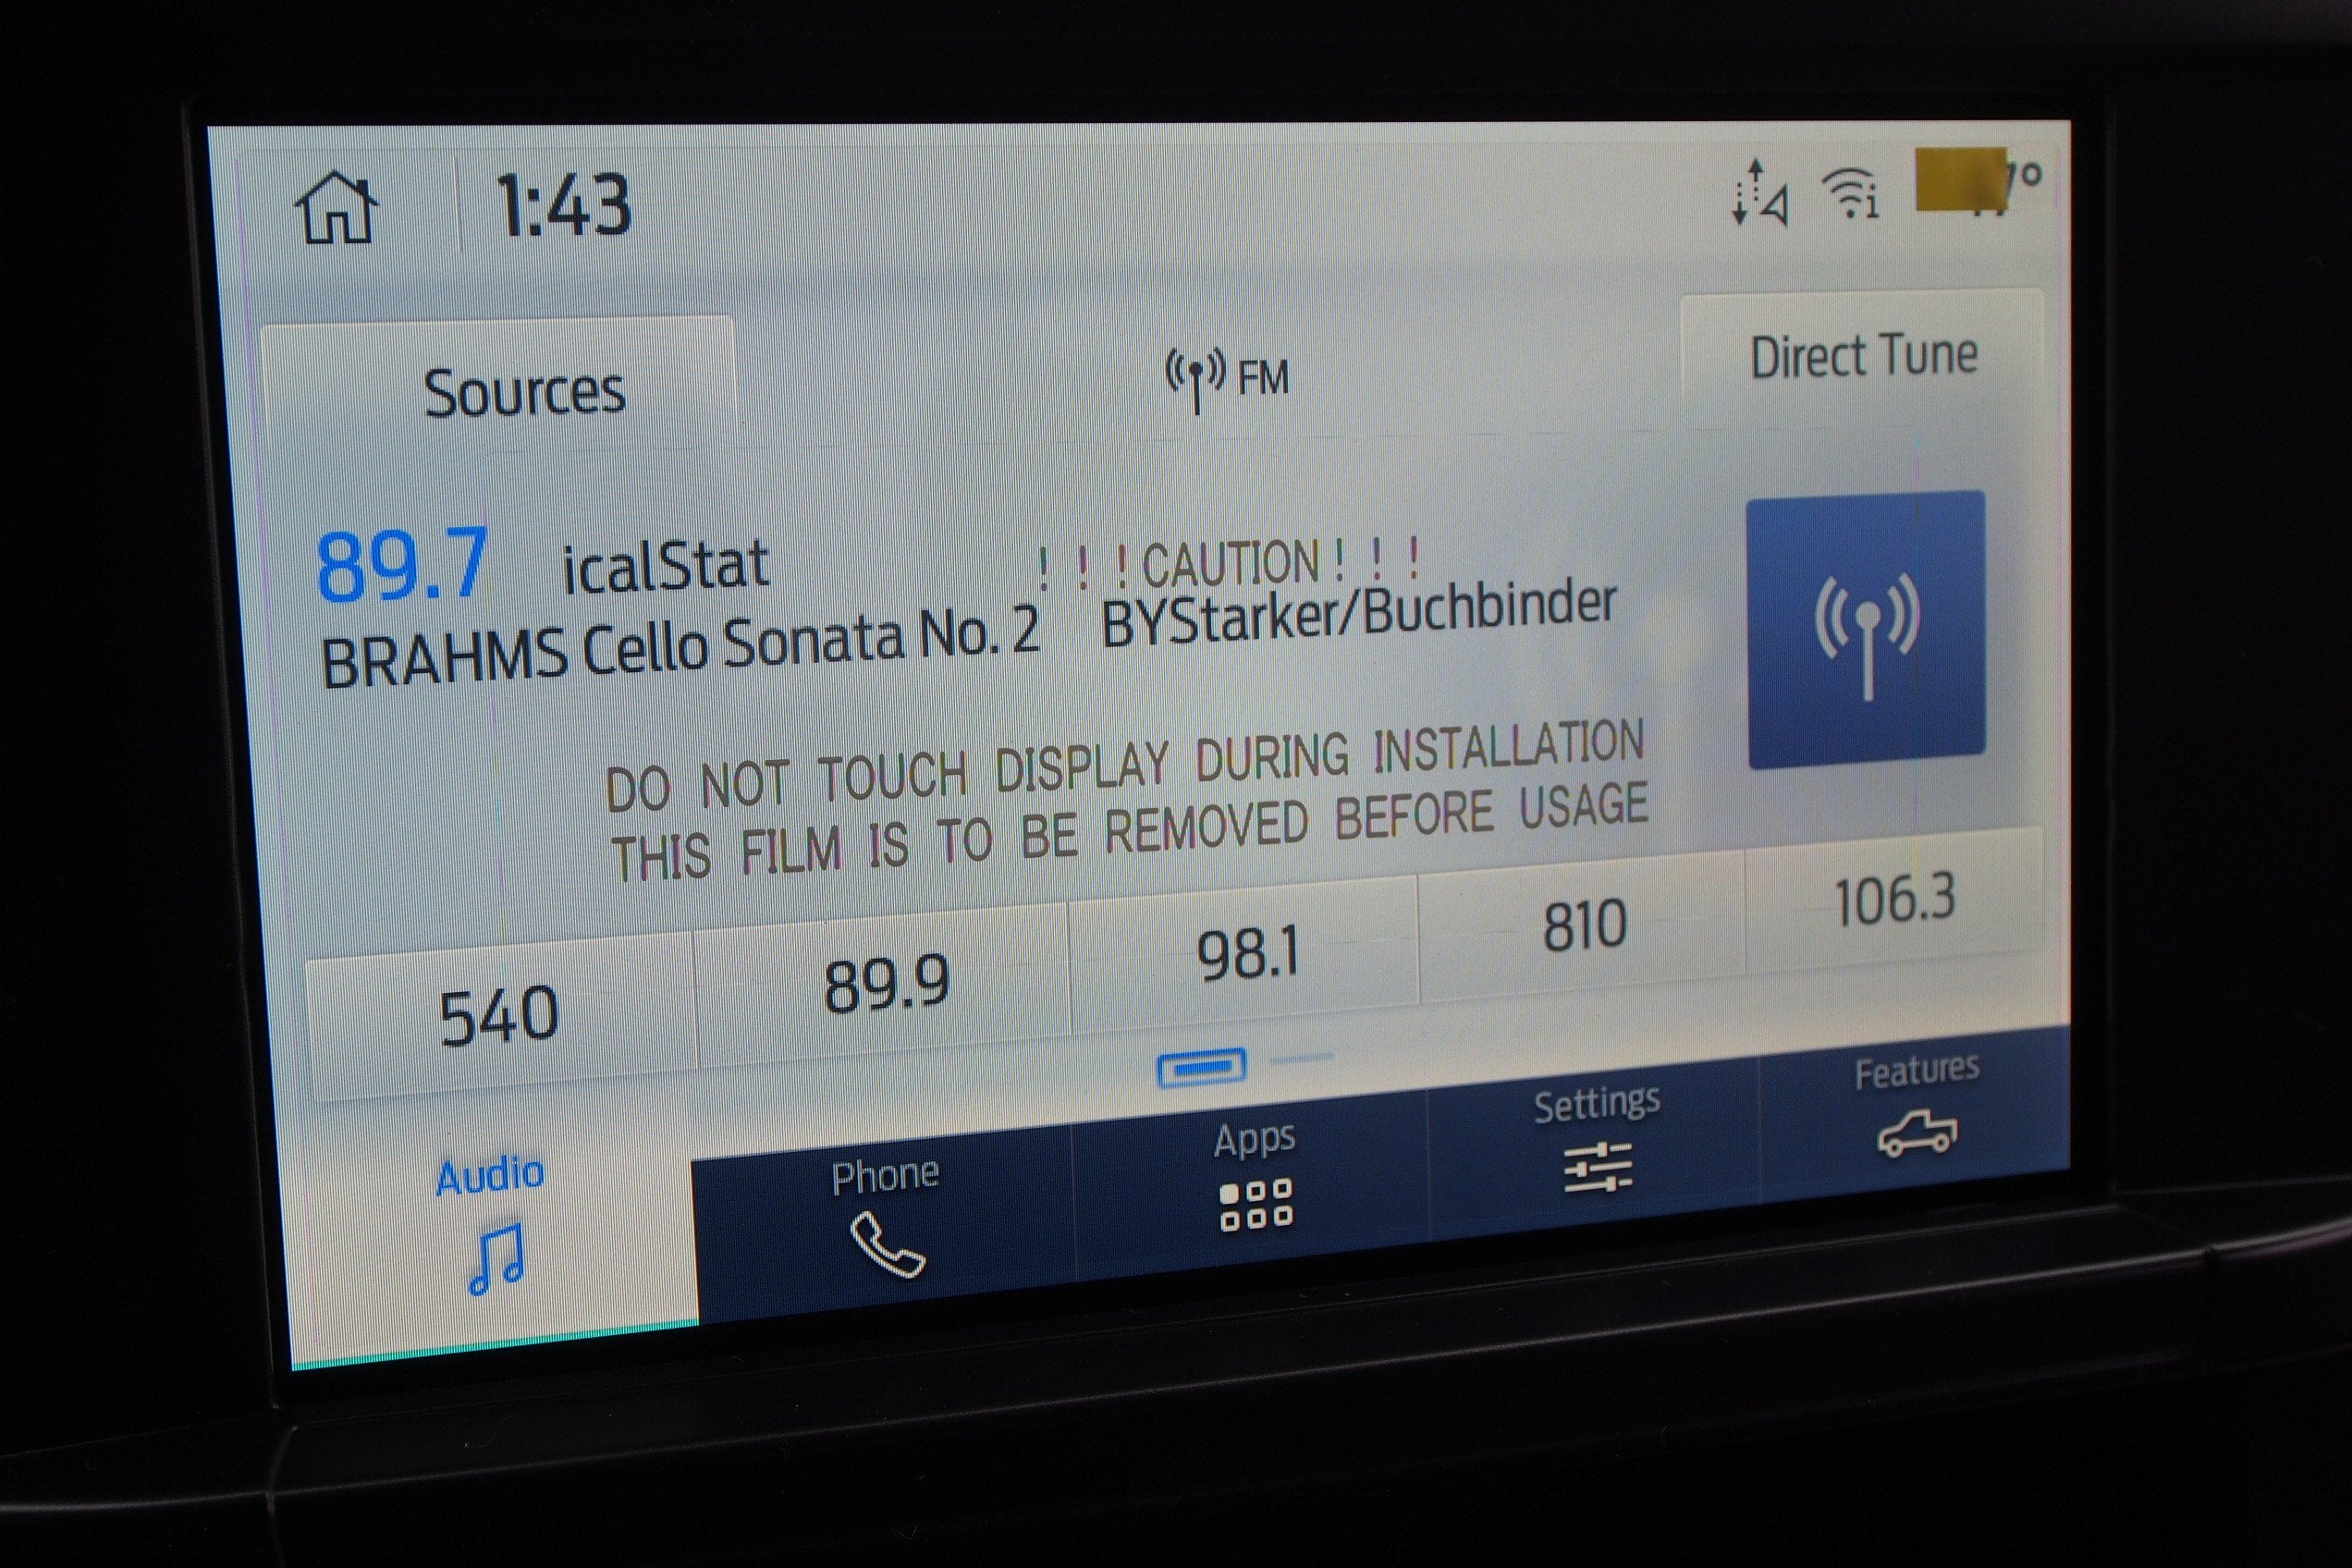 1:43
Sources
FM
Direct Tune
89.7 icalStat
! ! ! CAUTION ! ! !
BRAHMS Cello Sonata No. 2 BYStarker/Buchbinder
DO NOT TOUCH DISPLAY DURING INSTALLATION
THIS FILM IS TO BE REMOVED BEFORE USAGE
540 89.9 98.1 810 106.3
Audio Phone Apps Settings Features